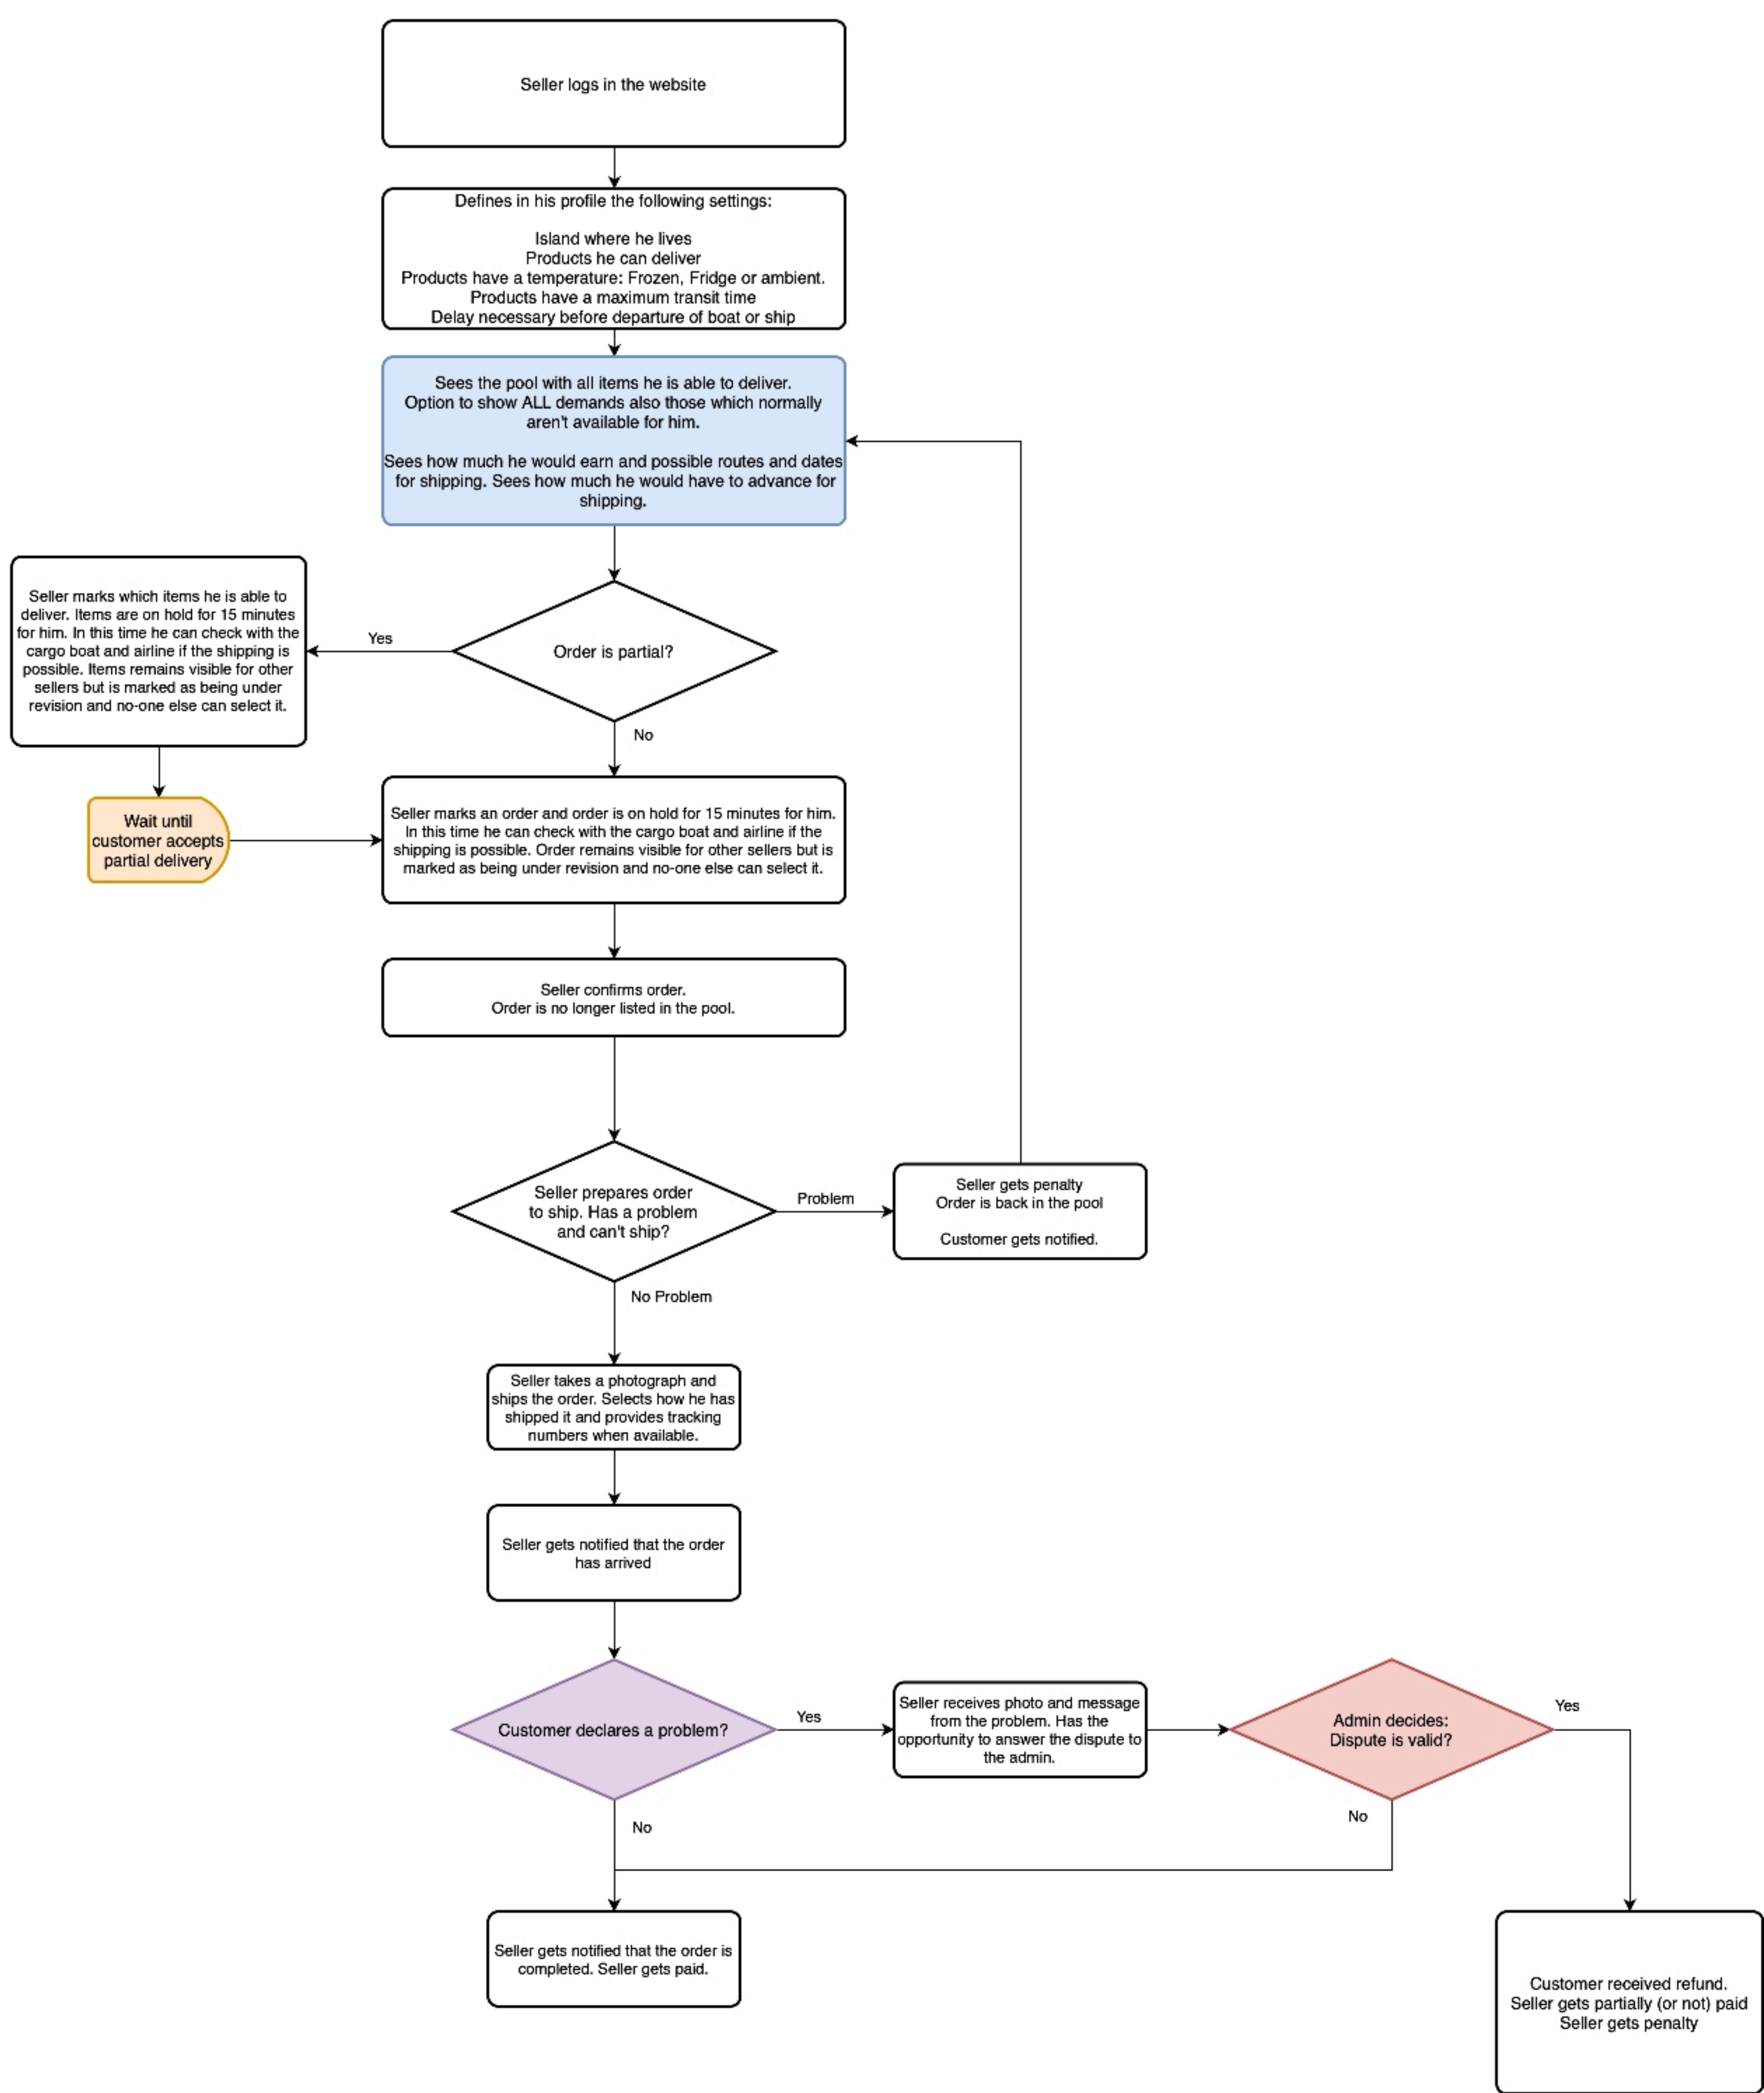 Seller logs in the website
Defines in his profile the following settings:
Island where he lives
Products he can deliver
Products have a temperature: Frozen, Fridge or ambient.
Products have a maximum transit time
Delay necessary before departure of boat or ship
Sees the pool with all items he is able to deliver.
Option to show ALL demands also those which normally
aren't available for him.
Sees how much he would earn and possible routes and dates
for shipping. Sees how much he would have to advance for
shipping.
Order is partial?
Yes
Seller marks which items he is able to
deliver. Items are on hold for 15 minutes
for him. In this time he can check with the
cargo boat and airline if the shipping is
possible. Items remains visible for other
sellers but is marked as being under
revision and no-one else can select it.
No
Wait until
customer accepts
partial delivery
Seller marks an order and order is on hold for 15 minutes for him.
In this time he can check with the cargo boat and airline if the
shipping is possible. Order remains visible for other sellers but is
marked as being under revision and no-one else can select it.
Seller confirms order.
Order is no longer listed in the pool.
Seller prepares order
to ship. Has a problem
and can't ship?
Problem
Seller gets penalty
Order is back in the pool
Customer gets notified.
No Problem
Seller takes a photograph and
ships the order. Selects how he has
shipped it and provides tracking
numbers when available.
Seller gets notified that the order
has arrived
Customer declares a problem?
Yes
Seller receives photo and message
from the problem. Has the
opportunity to answer the dispute to
the admin.
Admin decides:
Dispute is valid?
Yes
No
No
Seller gets notified that the order is
completed. Seller gets paid.
Customer received refund.
Seller gets partially (or not) paid
Seller gets penalty